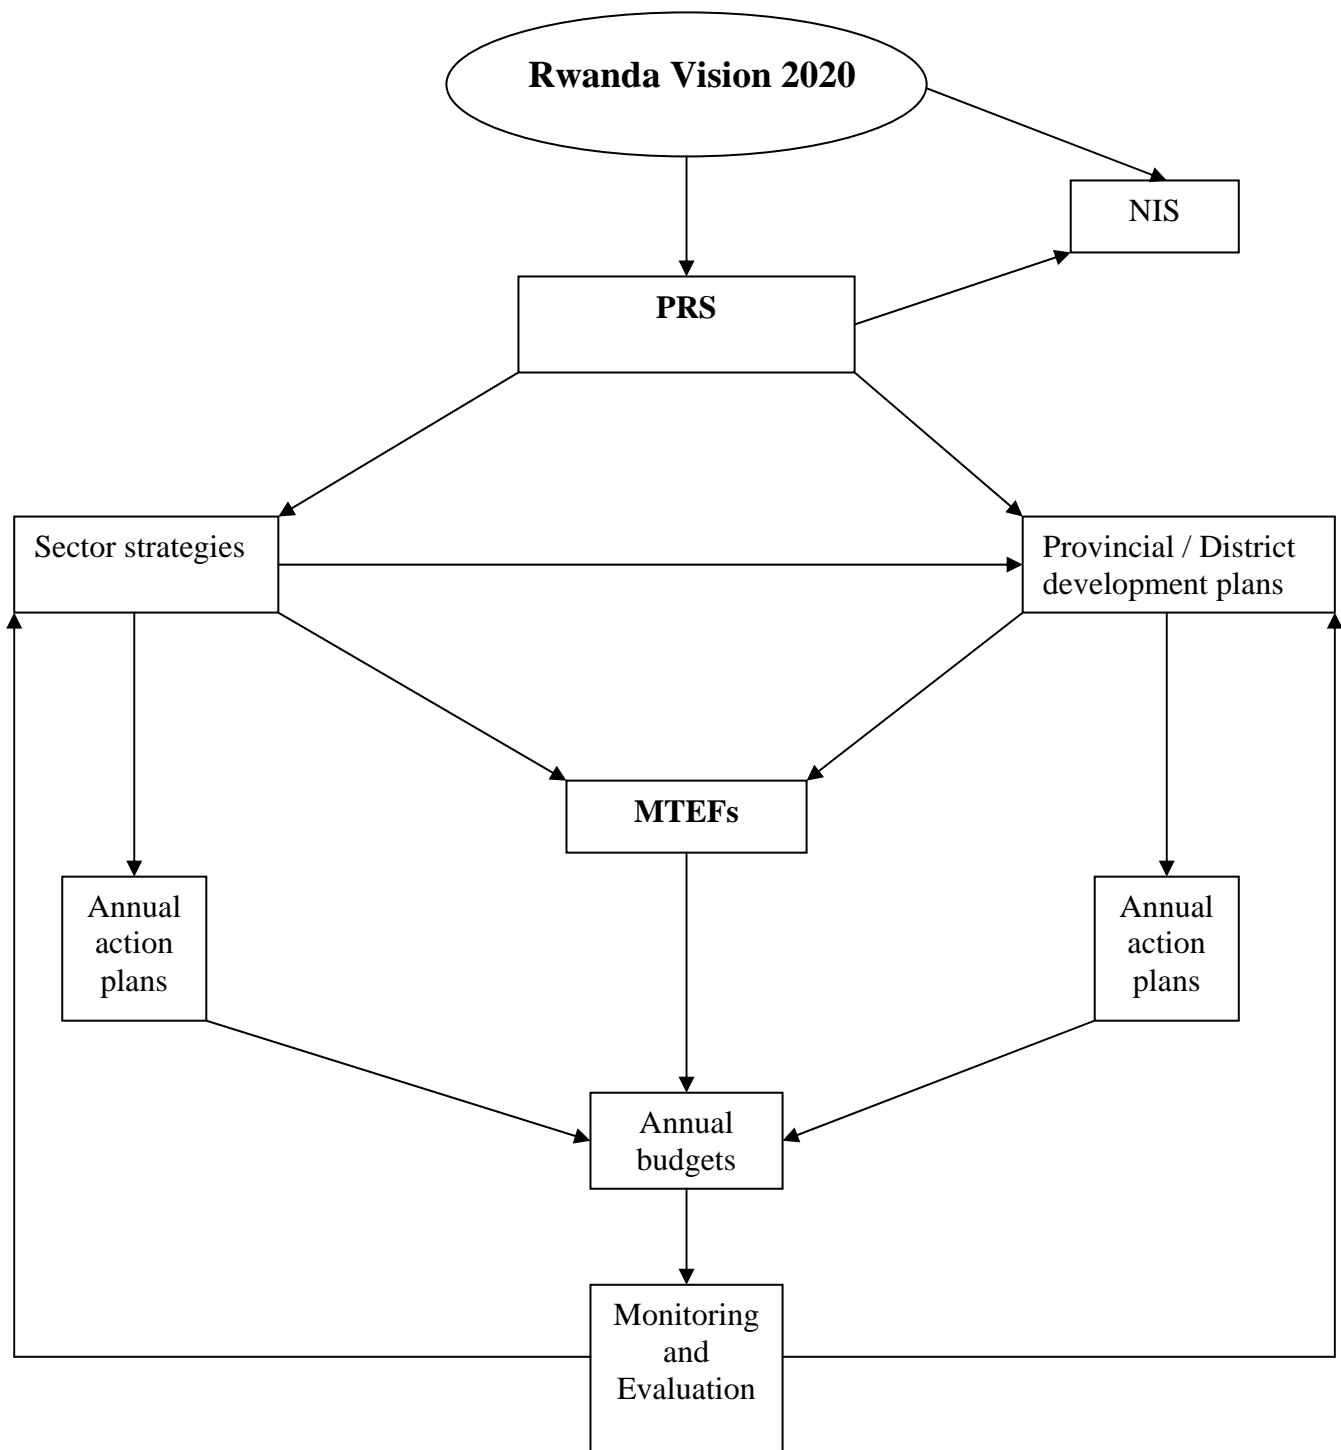 Rwanda Vision 2020
NIS
PRS
Sector strategies
Provincial / District
development plans
MTEFs
Annual
action
plans
Annual
action
plans
Annual
budgets
Monitoring
and
Evaluation